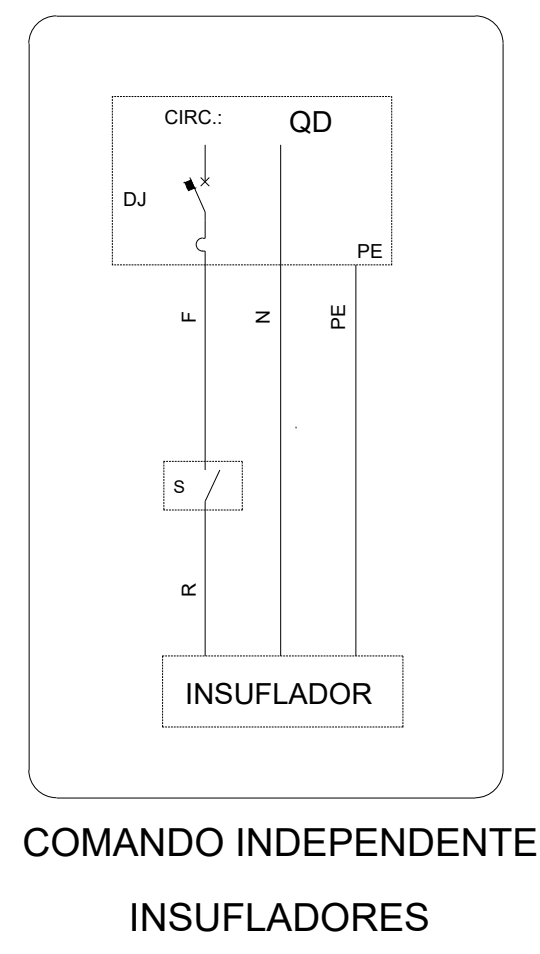 CIRC.:
QD
DJ
PE
F
N
PE
S
R
INSUFLADOR
COMANDO INDEPENDENTE
INSUFLADORES